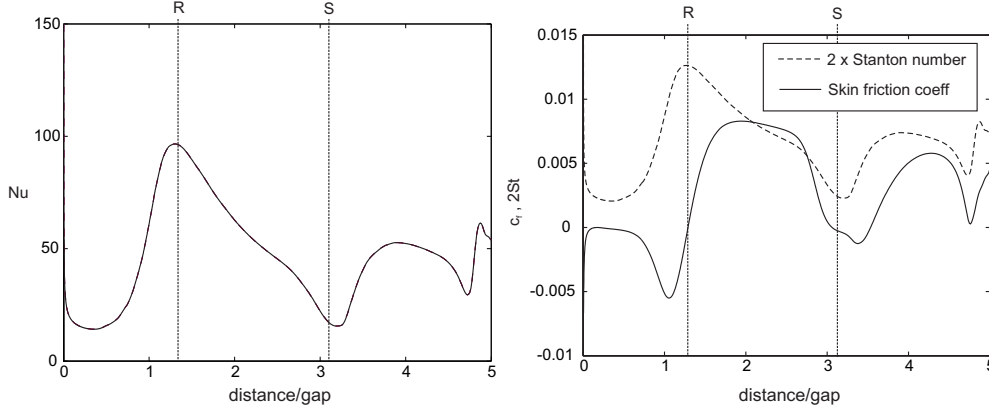 R S
150
100
Nu
50
0
0 1 2 3 4 5
distance/gap
R S
0.015
2 x Stanton number
Skin friction coeff
0.01
0.005
c_f , 2St
0
-0.005
-0.01
0 1 2 3 4 5
distance/gap